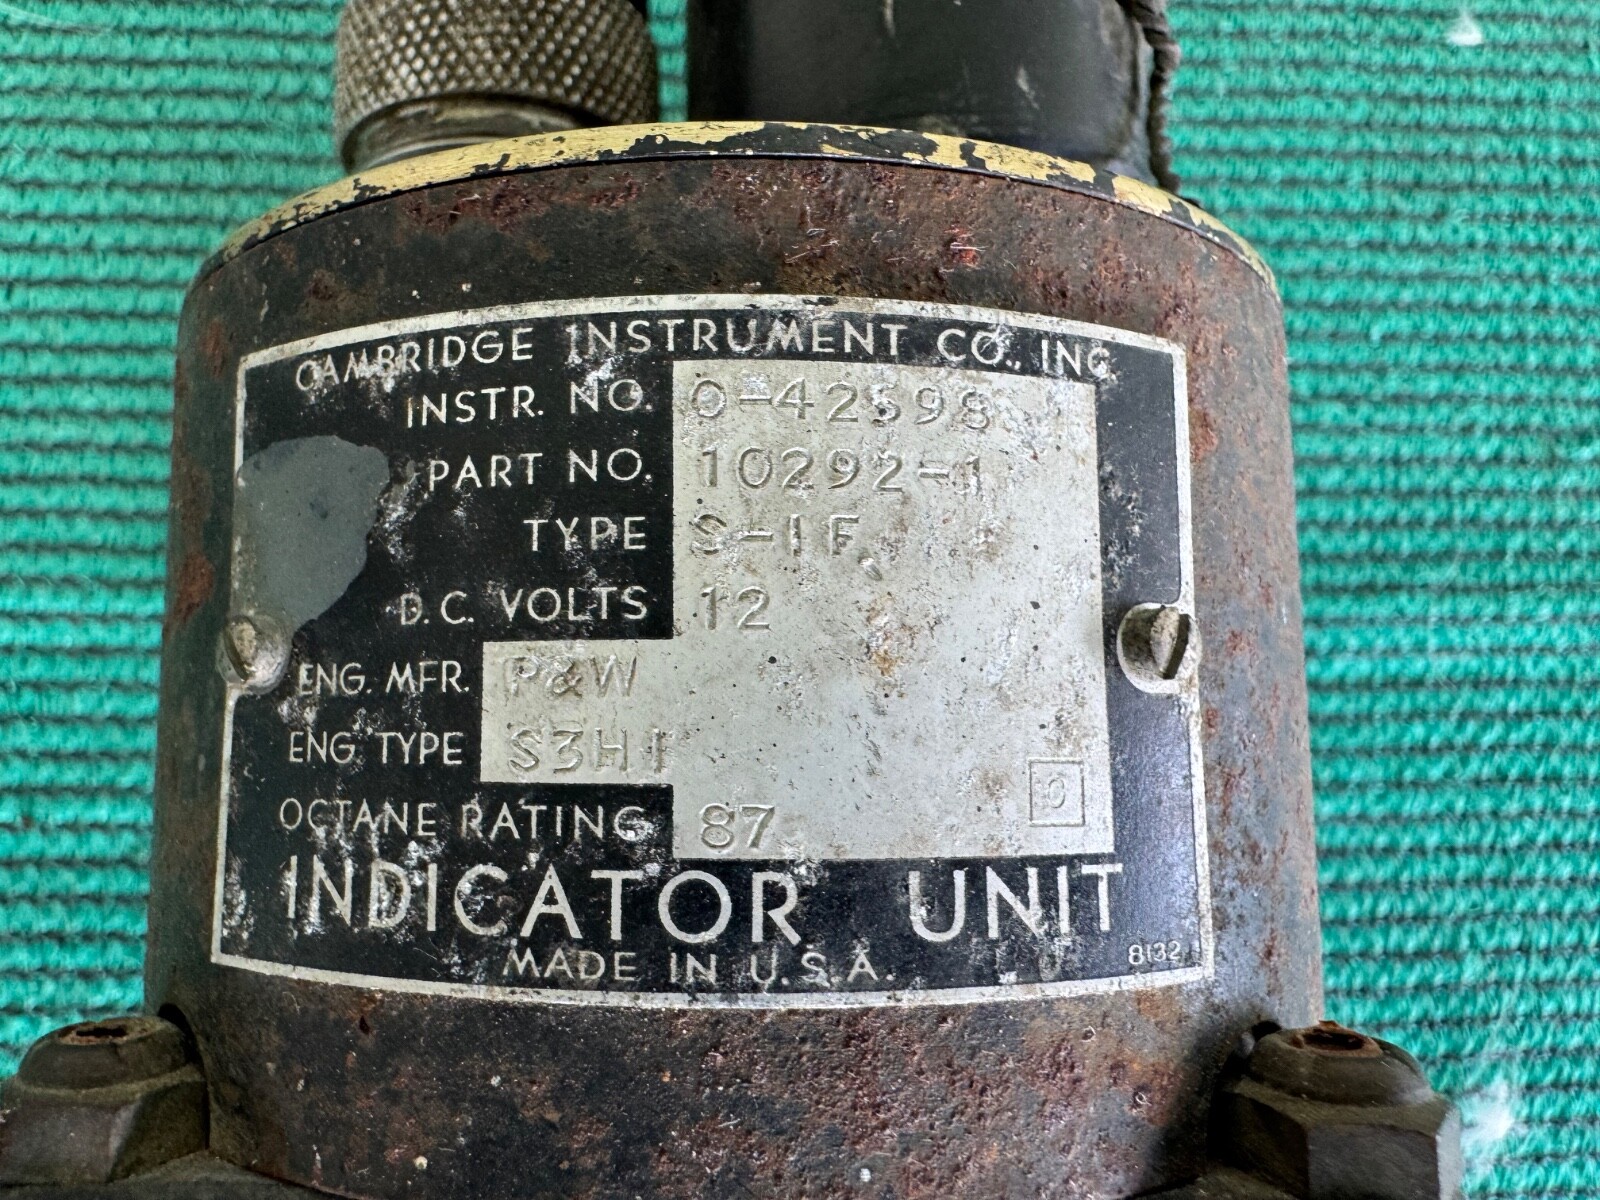 CAMBRIDGE INSTRUMENT CO., INC.
INSTR. NO. O-42598
PART NO. 10292-1
TYPE S-1F
D.C. VOLTS 12
ENG. MFR. P&W
ENG. TYPE S3H1
OCTANE RATING 87
0
INDICATOR UNIT
MADE IN U.S.A.
8132